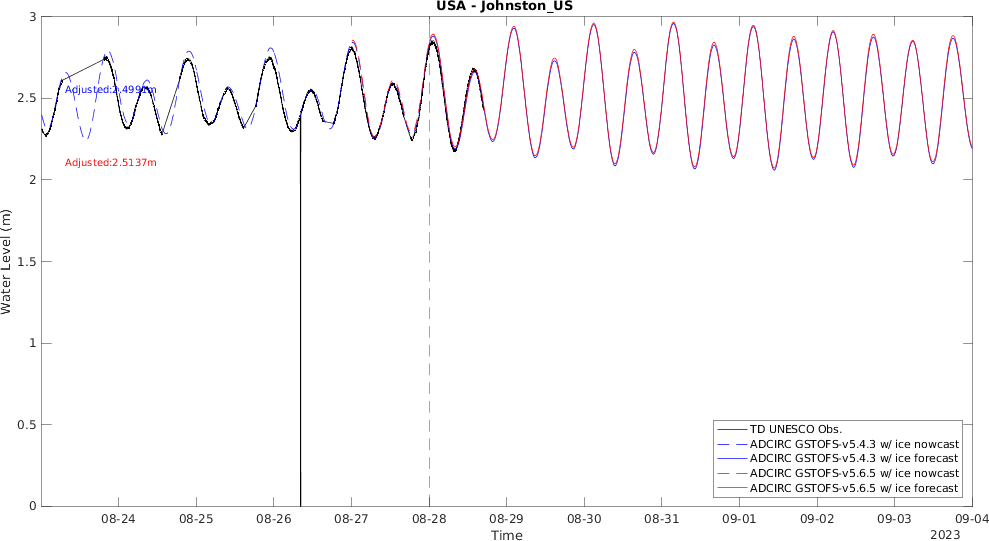 USA - Johnston_US
3
2.5
2
1.5
1
0.5
0
Water Level (m)
Adjusted:2.4991m
Adjusted:2.5137m
TD UNESCO Obs.
ADCIRC GSTOFS-v5.4.3 w/ ice nowcast
ADCIRC GSTOFS-v5.4.3 w/ ice forecast
ADCIRC GSTOFS-v5.6.5 w/ ice nowcast
ADCIRC GSTOFS-v5.6.5 w/ ice forecast
08-24 08-25 08-26 08-27 08-28 08-29 08-30 08-31 09-01 09-02 09-03 09-04
Time
2023